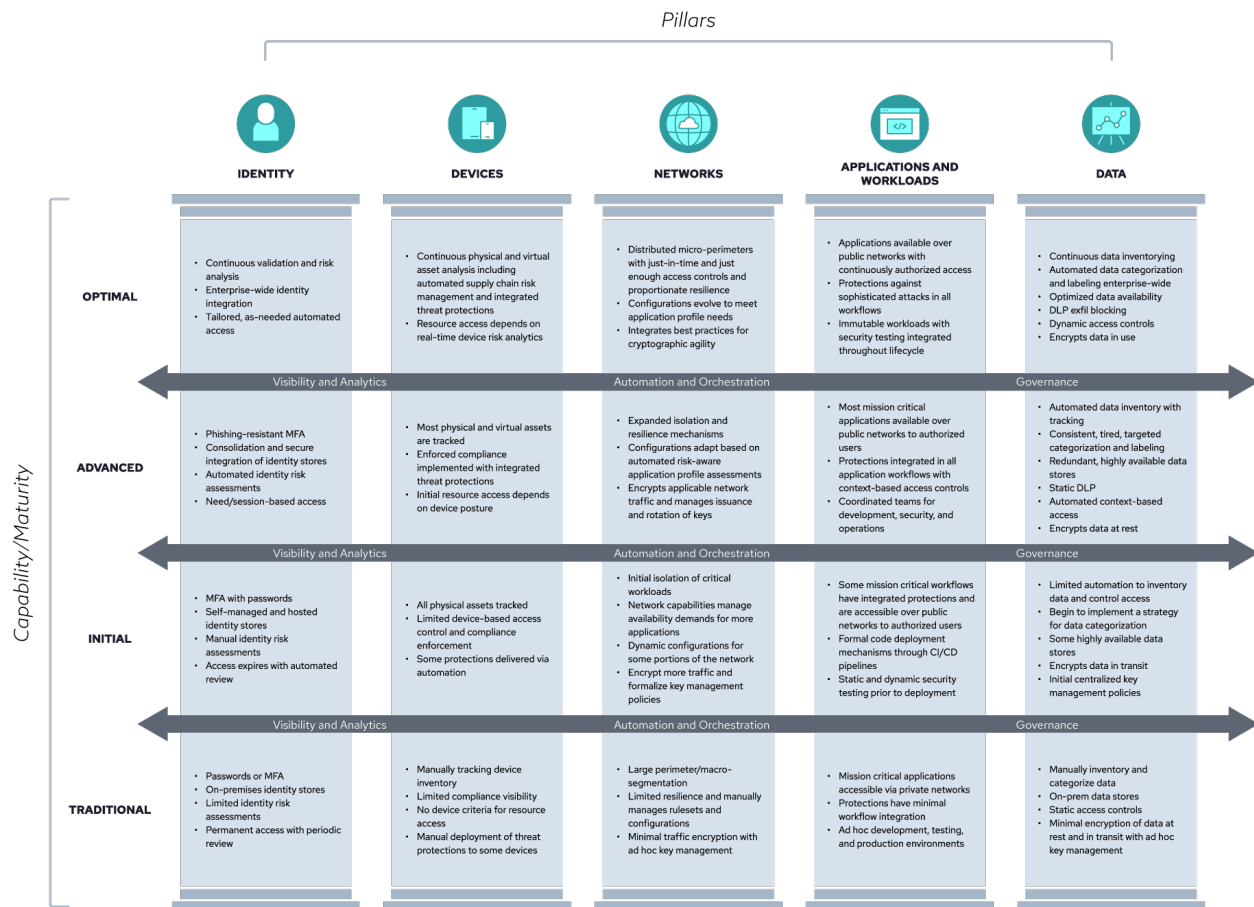 Pillars
IDENTITY
DEVICES
NETWORKS
APPLICATIONS AND
WORKLOADS
DATA
Capability/Maturity
OPTIMAL
• Continuous validation and risk
analysis
• Enterprise-wide identity
integration
• Tailored, as-needed automated
access
• Continuous physical and virtual
asset analysis including
automated supply chain risk
management and integrated
threat protections
• Resource access depends on
real-time device risk analytics
• Distributed micro-perimeters
with just-in-time and just
enough access controls and
proportionate resilience
• Configurations evolve to meet
application profile needs
• Integrates best practices for
cryptographic agility
• Applications available over
public networks with
continuously authorized access
• Protections against
sophisticated attacks in all
workflows
• Immutable workloads with
security testing integrated
throughout lifecycle
• Continuous data inventorying
• Automated data categorization
and labeling enterprise-wide
• Optimized data availability
• DLP exfil blocking
• Dynamic access controls
• Encrypts data in use
Visibility and Analytics
Automation and Orchestration
Governance
ADVANCED
• Phishing-resistant MFA
• Consolidation and secure
integration of identity stores
• Automated identity risk
assessments
• Need/session-based access
• Most physical and virtual assets
are tracked
• Enforced compliance
implemented with integrated
threat protections
• Initial resource access depends
on device posture
• Expanded isolation and
resilience mechanisms
• Configurations adapt based on
automated risk-aware
application profile assessments
• Encrypts applicable network
traffic and manages issuance
and rotation of keys
• Most mission critical
applications available over
public networks to authorized
users
• Protections integrated in all
application workflows with
context-based access controls
• Coordinated teams for
development, security, and
operations
• Automated data inventory with
tracking
• Consistent, tired, targeted
categorization and labeling
• Redundant, highly available data
stores
• Static DLP
• Automated context-based
access
• Encrypts data at rest
Visibility and Analytics
Automation and Orchestration
Governance
INITIAL
• MFA with passwords
• Self-managed and hosted
identity stores
• Manual identity risk
assessments
• Access expires with automated
review
• All physical assets tracked
• Limited device-based access
control and compliance
enforcement
• Some protections delivered via
automation
• Initial isolation of critical
workloads
• Network capabilities manage
availability demands for more
applications
• Dynamic configurations for
some portions of the network
• Encrypt more traffic and
formalize key management
policies
• Some mission critical workflows
have integrated protections and
are accessible over public
networks to authorized users
• Formal code deployment
mechanisms through CI/CD
pipelines
• Static and dynamic security
testing prior to deployment
• Limited automation to inventory
data and control access
• Begin to implement a strategy
for data categorization
• Some highly available data
stores
• Encrypts data in transit
• Initial centralized key
management policies
Visibility and Analytics
Automation and Orchestration
Governance
TRADITIONAL
• Passwords or MFA
• On-premises identity stores
• Limited identity risk
assessments
• Permanent access with periodic
review
• Manually tracking device
inventory
• Limited compliance visibility
• No device criteria for resource
access
• Manual deployment of threat
protections to some devices
• Large perimeter/macro-
segmentation
• Limited resilience and manually
manages rulesets and
configurations
• Minimal traffic encryption with
ad hoc key management
• Mission critical applications
accessible via private networks
• Protections have minimal
workflow integration
• Ad hoc development, testing,
and production environments
• Manually inventory and
categorize data
• On-prem data stores
• Static access controls
• Minimal encryption of data at
rest and in transit with ad hoc
key management